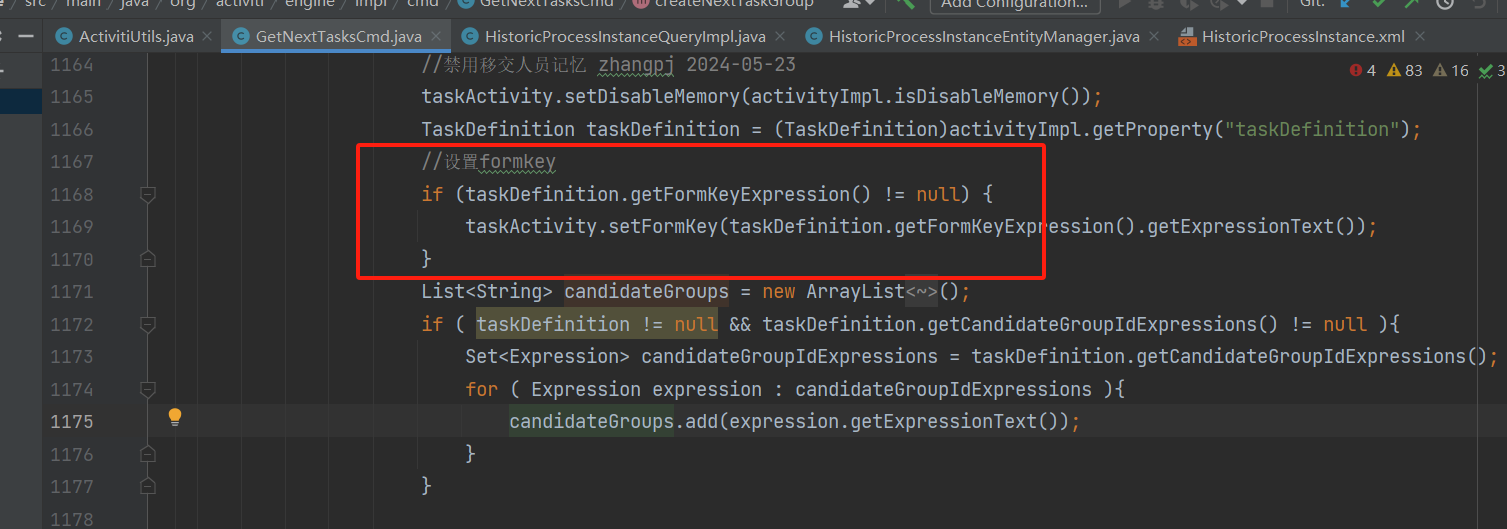 src main java org activiti engine impl cmd GetNextTasksCmd createNextTaskGroup Add Configuration... Git:
ActivitiUtils.java GetNextTasksCmd.java HistoricProcessInstanceQueryImpl.java HistoricProcessInstanceEntityManager.java HistoricProcessInstance.xml
4 83 16 3
1164 //禁用移交人员记忆 zhangpj 2024-05-23
1165 taskActivity.setDisableMemory(activityImpl.isDisableMemory());
1166 TaskDefinition taskDefinition = (TaskDefinition)activityImpl.getProperty("taskDefinition");
1167 //设置formkey
1168 if (taskDefinition.getFormKeyExpression() != null) {
1169 taskActivity.setFormKey(taskDefinition.getFormKeyExpression().getExpressionText());
1170 }
1171 List<String> candidateGroups = new ArrayList<~>();
1172 if ( taskDefinition != null && taskDefinition.getCandidateGroupIdExpressions() != null ){
1173 Set<Expression> candidateGroupIdExpressions = taskDefinition.getCandidateGroupIdExpressions();
1174 for ( Expression expression : candidateGroupIdExpressions ){
1175 candidateGroups.add(expression.getExpressionText());
1176 }
1177 }
1178